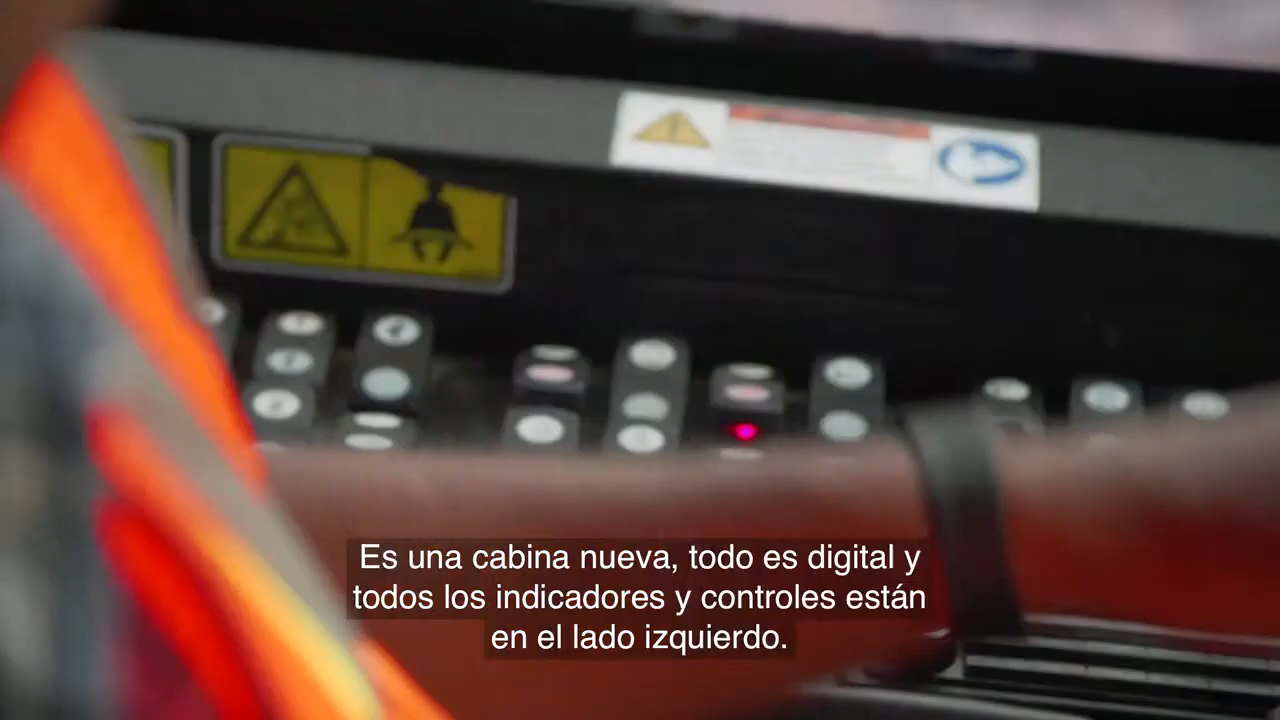 Es una cabina nueva, todo es digital y
todos los indicadores y controles están
en el lado izquierdo.